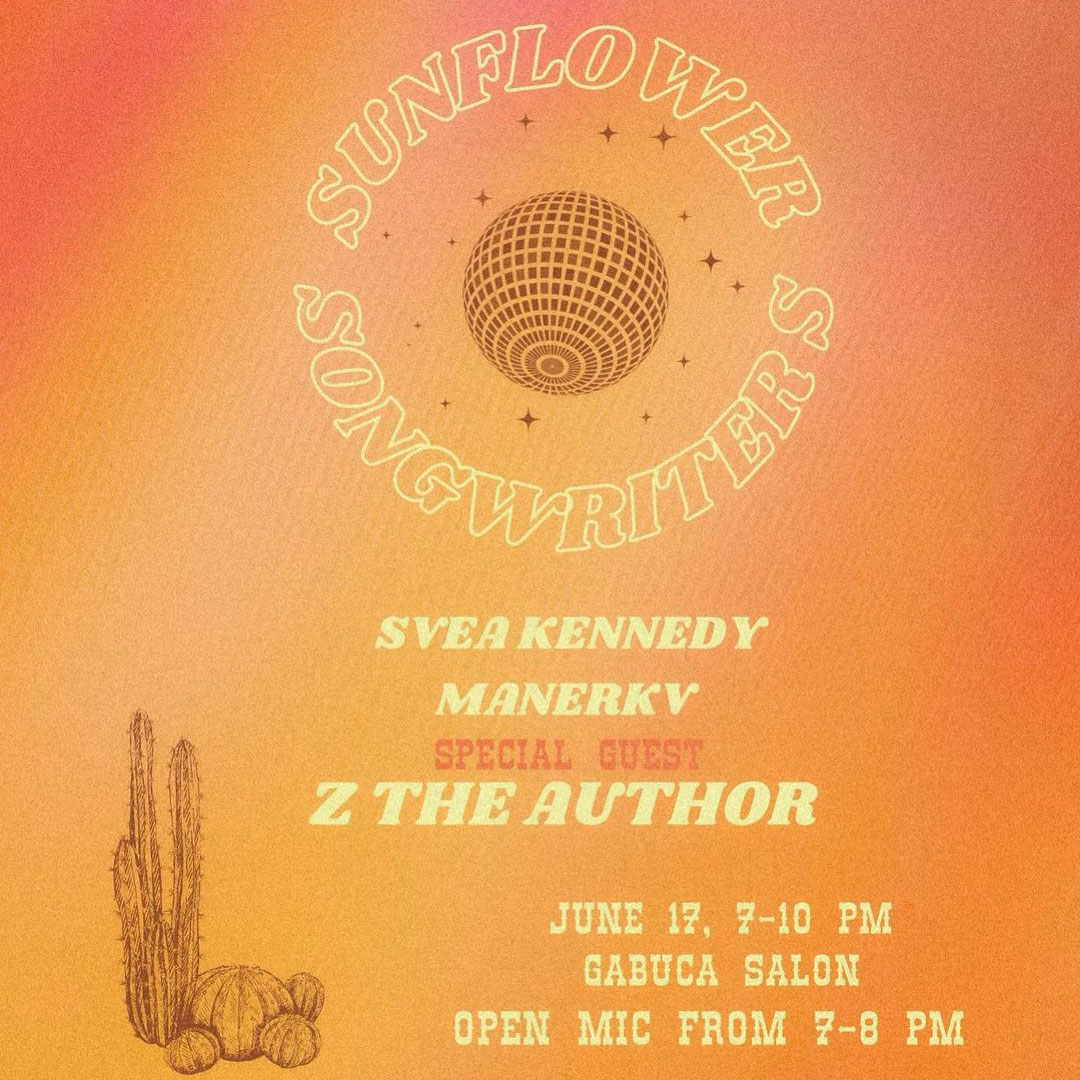 SUNFLOWER
SONGWRITERS
SVEA KENNEDY
MANERKV
SPECIAL GUEST
Z THE AUTHOR
JUNE 17, 7-10 PM
GABUCA SALON
OPEN MIC FROM 7-8 PM